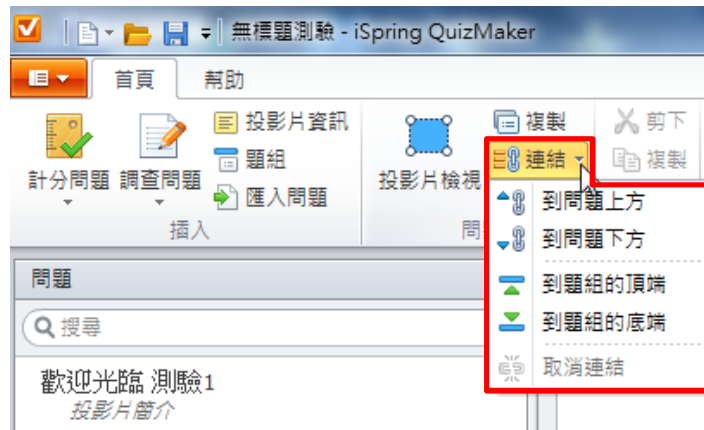 無標題測驗 - iSpring QuizMaker
首頁 幫助
計分問題
調查問題
投影片資訊
題組
匯入問題
插入
投影片檢視
複製
連結
剪下
複製
問
到問題上方
到問題下方
到題組的頂端
到題組的底端
取消連結
問題
搜尋
歡迎光臨 測驗1
投影片簡介